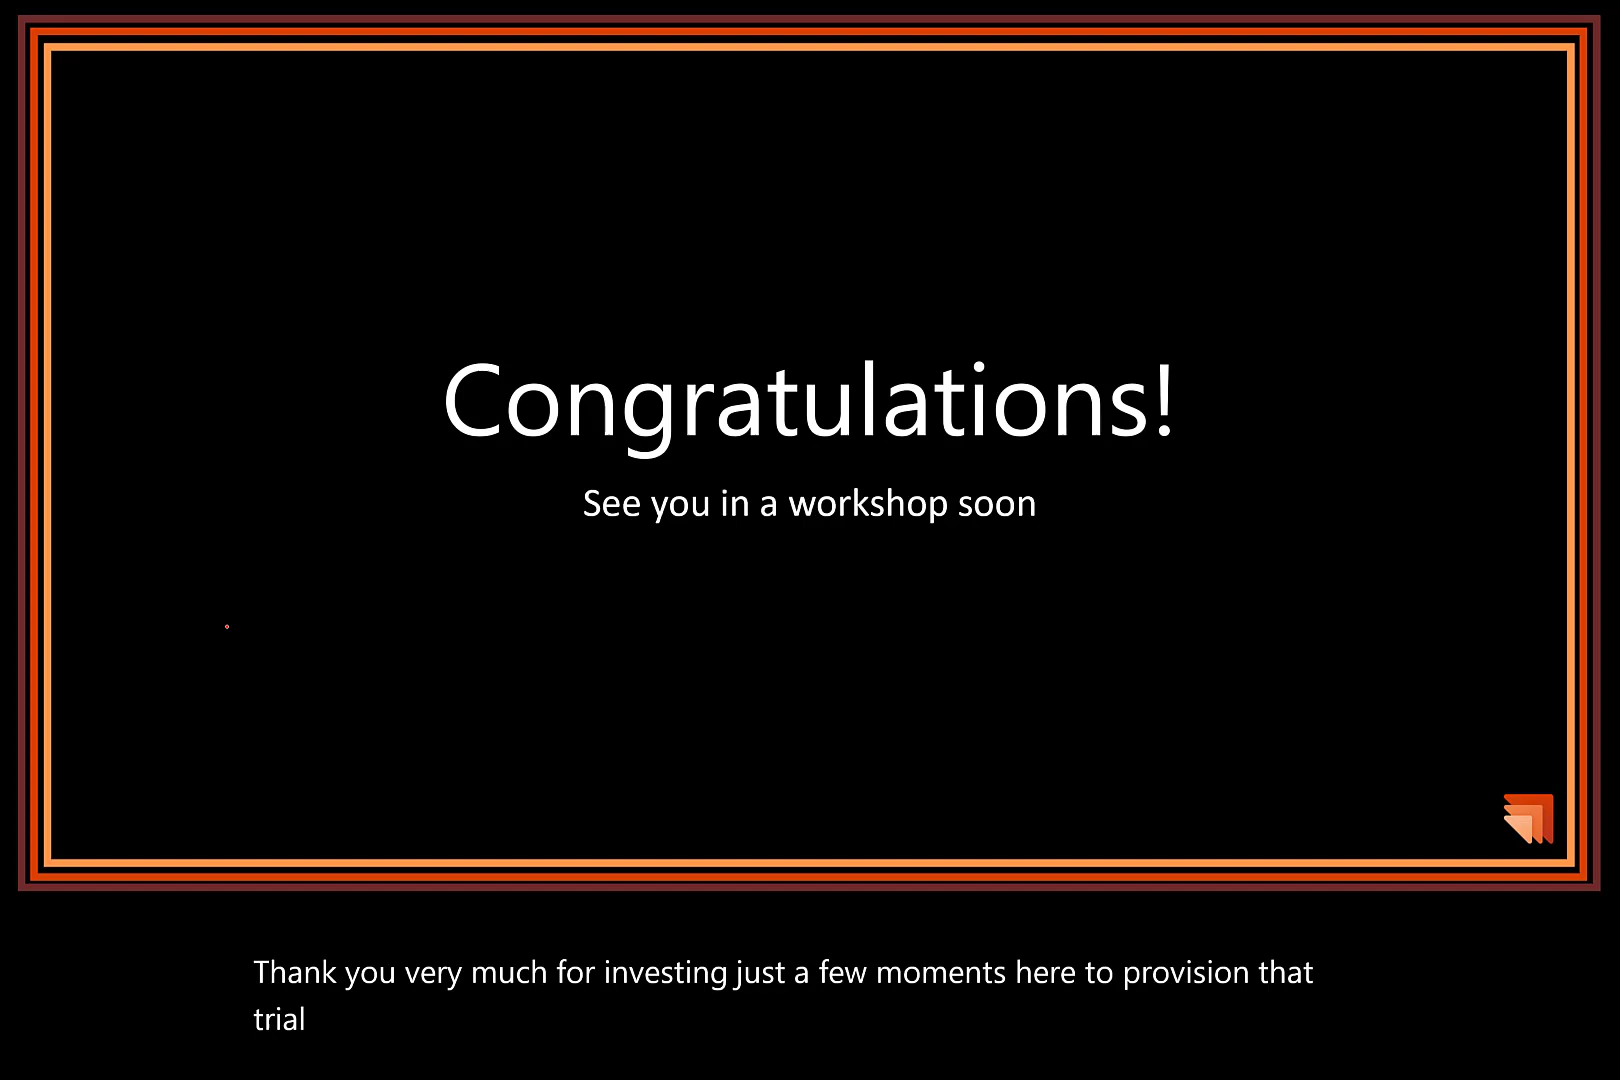 Congratulations!
See you in a workshop soon
Thank you very much for investing just a few moments here to provision that
trial